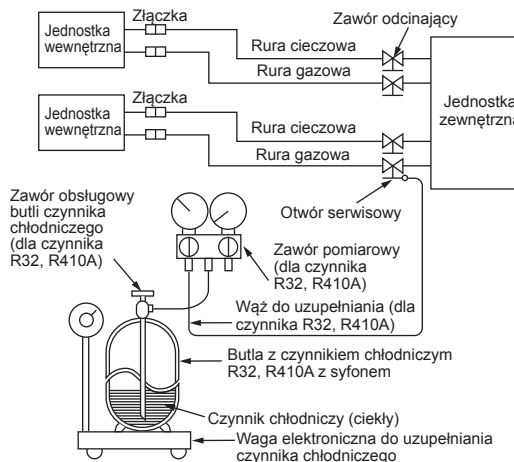 Jednostka
wewnętrzna
Złączka
Zawór odcinający
Rura cieczowa
Rura gazowa
Jednostka
zewnętrzna
Jednostka
wewnętrzna
Złączka
Rura cieczowa
Rura gazowa
Otwór serwisowy
Zawór obsługowy
butli czynnika
chłodniczego
(dla czynnika
R32, R410A)
Zawór pomiarowy (dla
czynnika
R32, R410A)
Wąż do uzupełniania (dla
czynnika R32, R410A)
Butla z czynnikiem chłodniczym
R32, R410A z syfonem
Czynnik chłodniczy (ciekły)
Waga elektroniczna do uzupełniania
czynnika chłodniczego